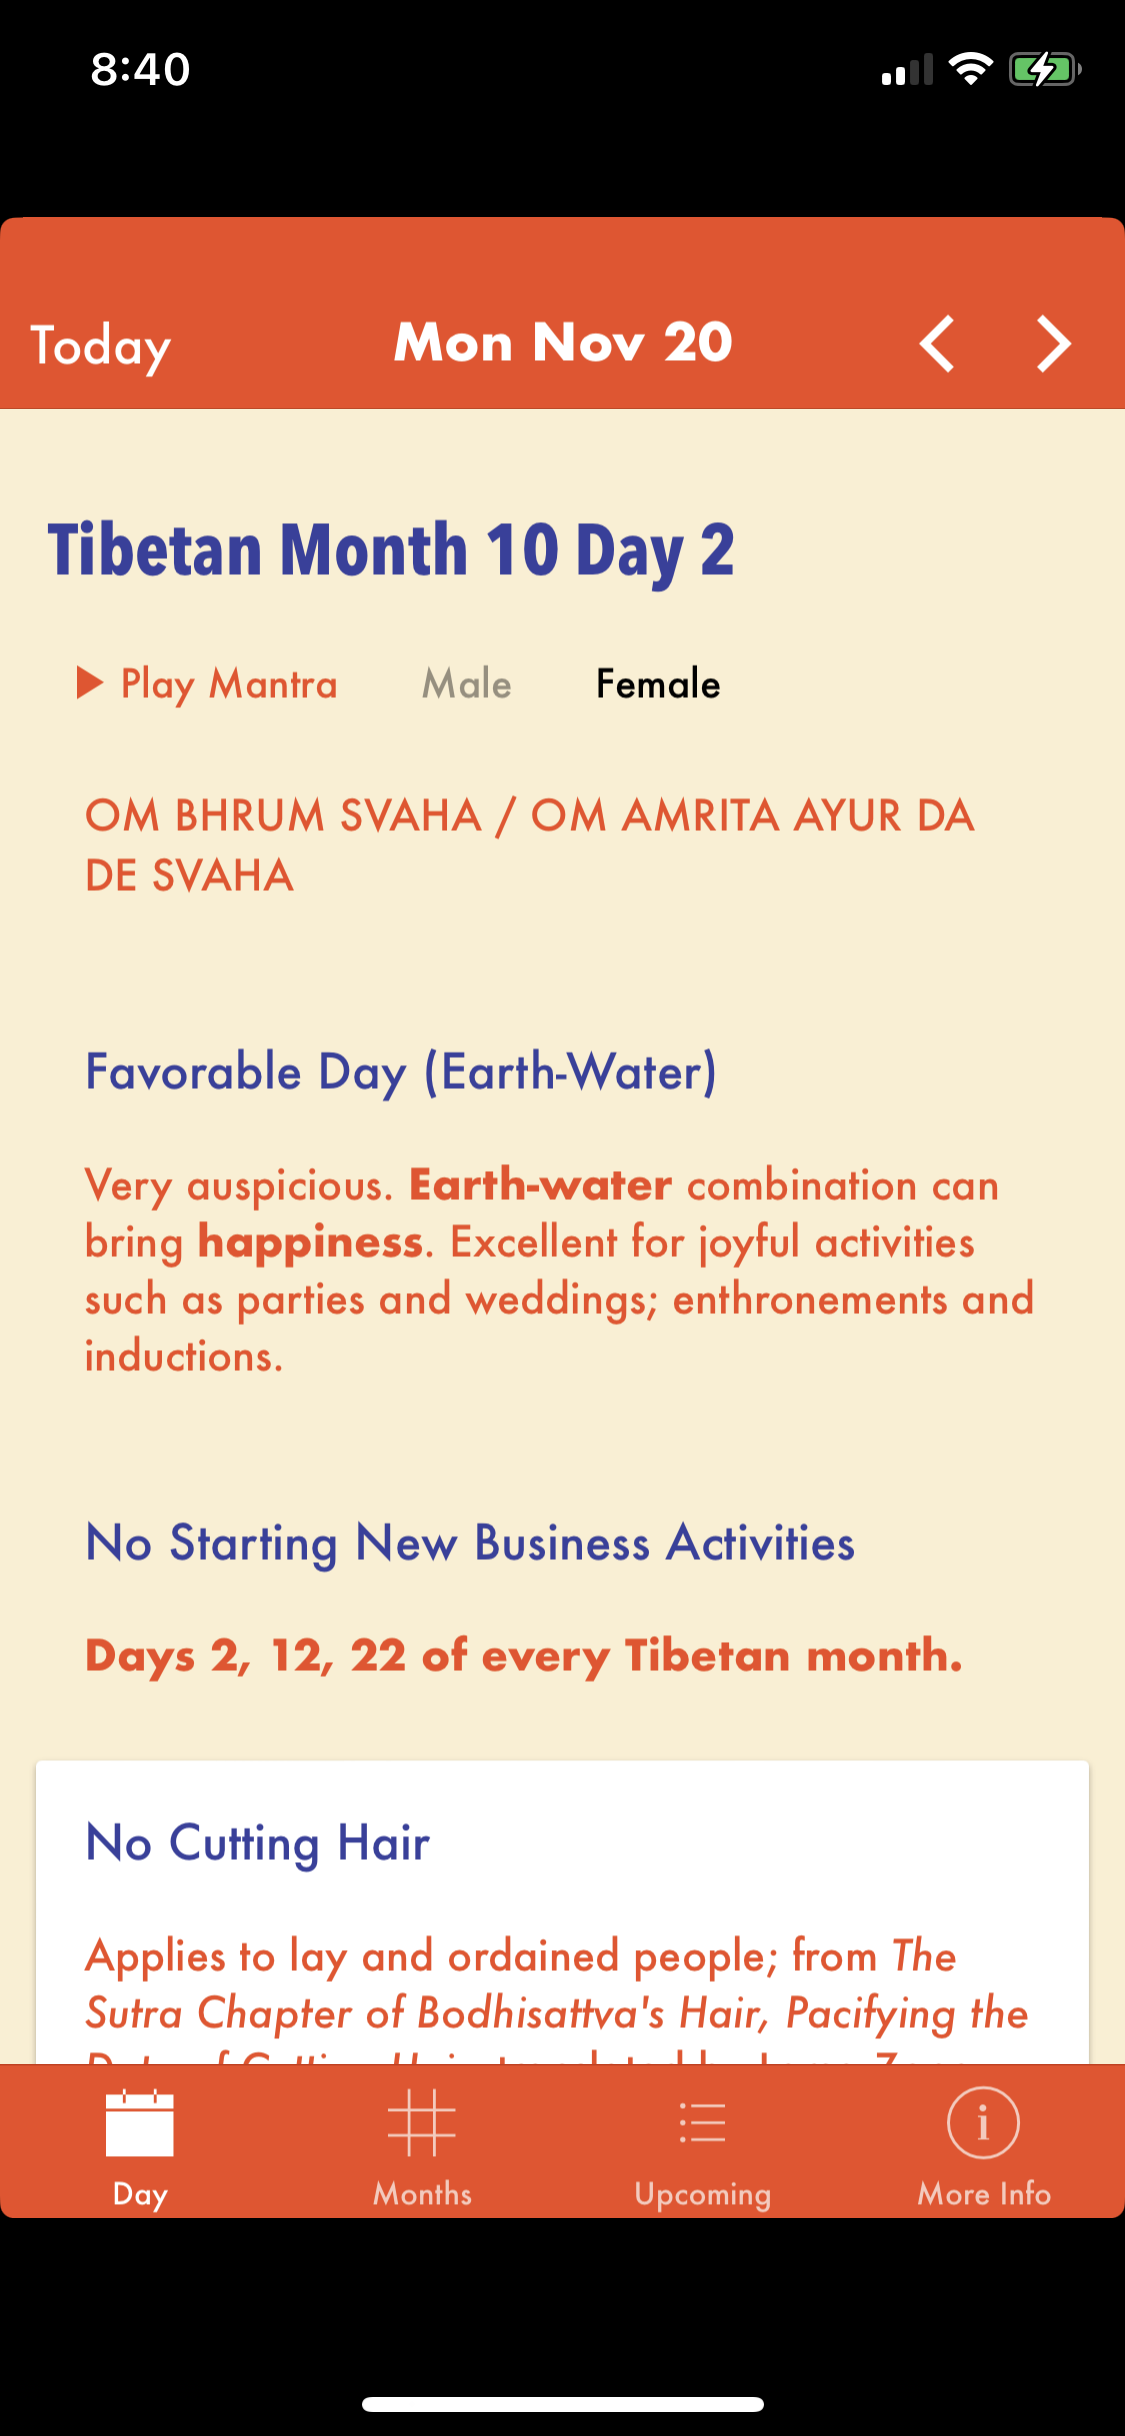 8:40
Today
Mon Nov 20
Tibetan Month 10 Day 2
Play Mantra
Male
Female
OM BHRUM SVAHA / OM AMRITA AYUR DA
DE SVAHA
Favorable Day (Earth-Water)
Very auspicious. Earth-water combination can
bring happiness. Excellent for joyful activities
such as parties and weddings; enthronements and
inductions.
No Starting New Business Activities
Days 2, 12, 22 of every Tibetan month.
No Cutting Hair
Applies to lay and ordained people; from The
Sutra Chapter of Bodhisattva's Hair, Pacifying the
Day
Months
Upcoming
More Info